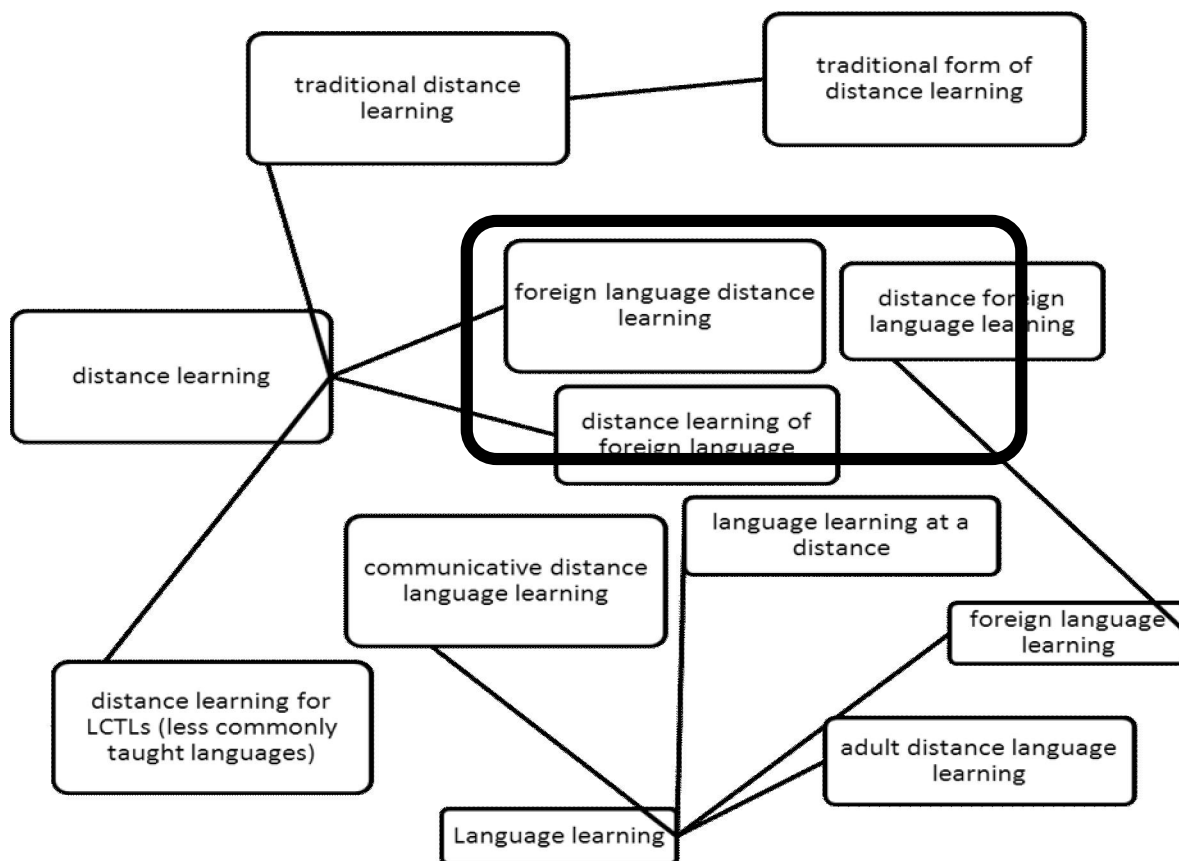 traditional distance
learning
traditional form of
distance learning
foreign language distance
learning
distance foreign
language learning
distance learning
distance learning of
foreign language
language learning at a
distance
communicative distance
language learning
foreign language
learning
distance learning for
LCTLs (less commonly
taught languages)
adult distance language
learning
Language learning